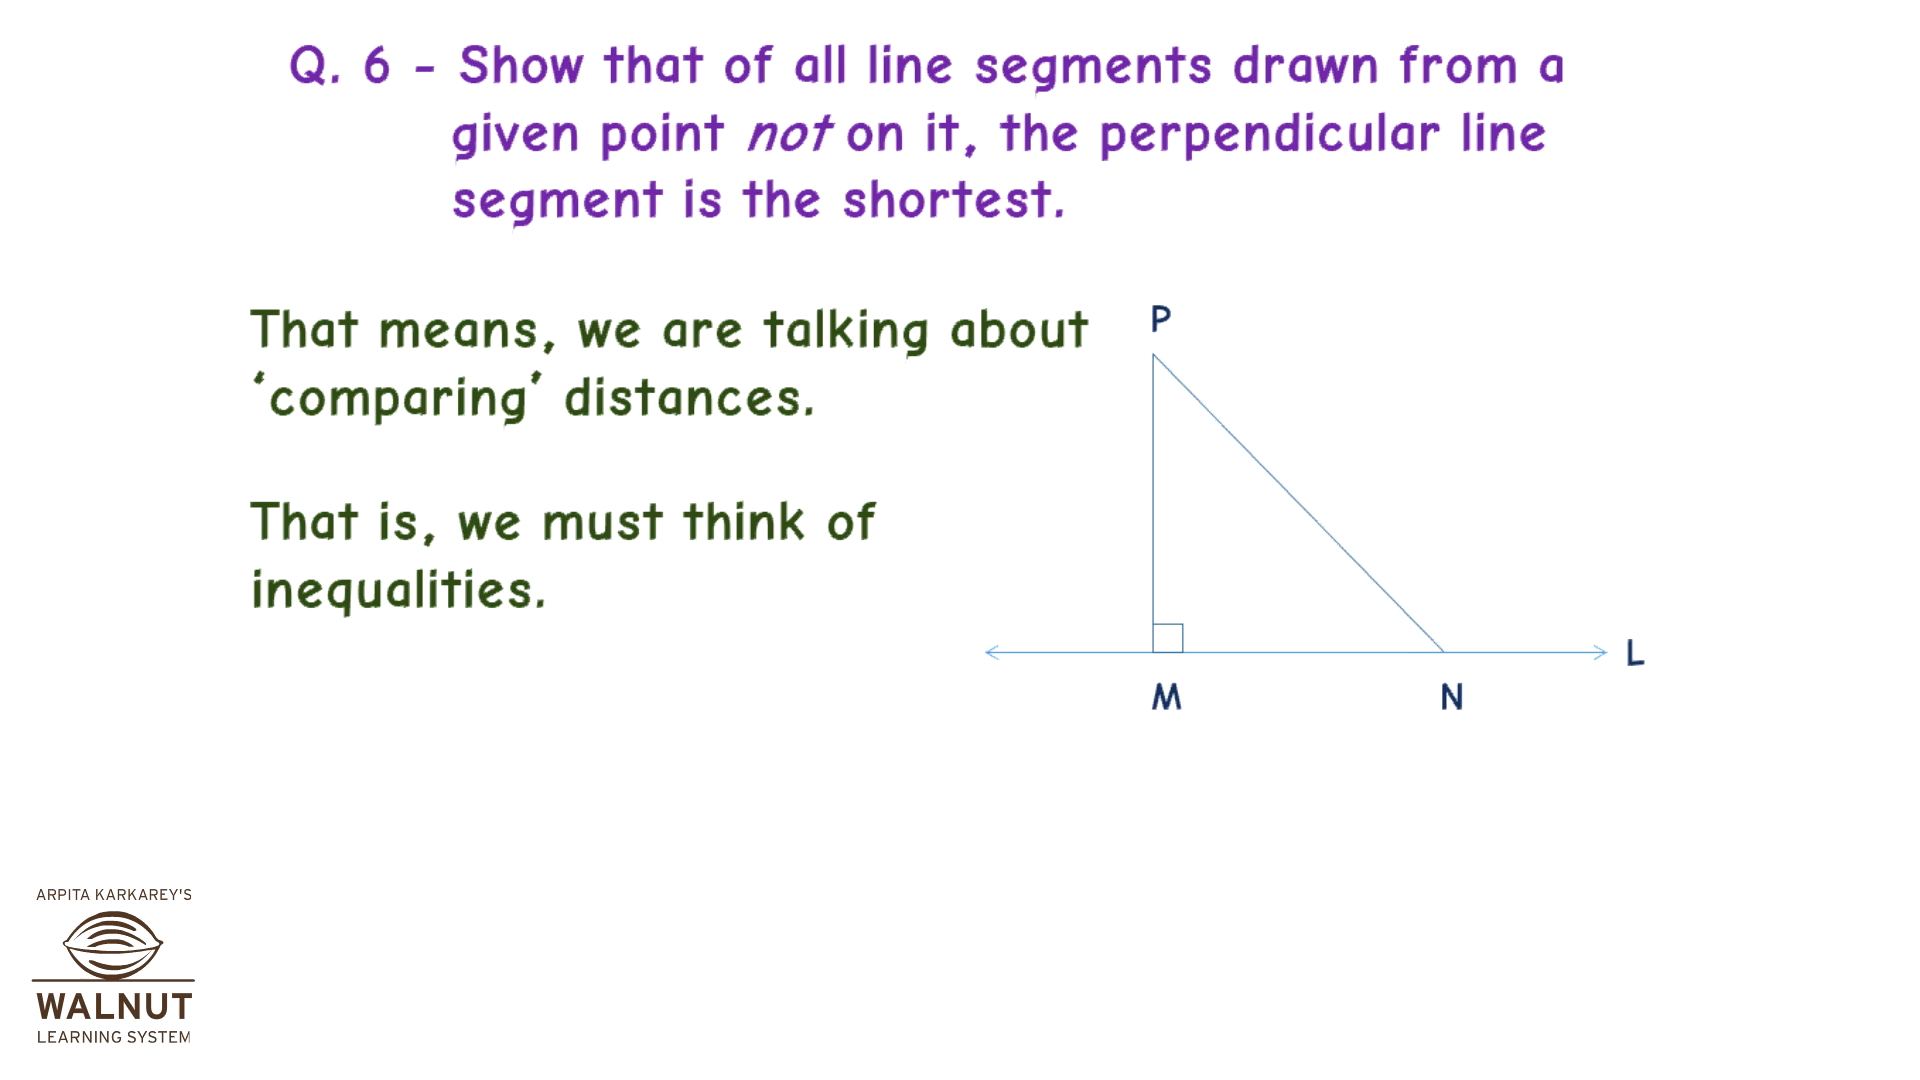 Q. 6 - Show that of all line segments drawn from a
given point not on it, the perpendicular line
segment is the shortest.
That means, we are talking about
‘comparing’ distances.
That is, we must think of
inequalities.
P
L
M
N
ARPITA KARKAREY'S
WALNUT
LEARNING SYSTEM